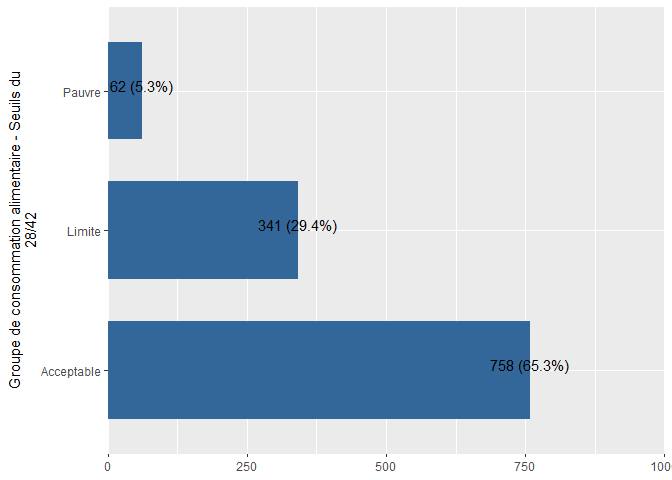 Groupe de consommation alimentaire - Seuils du
28/42
Pauvre
62 (5.3%)
Limite
341 (29.4%)
Acceptable
758 (65.3%)
0
250
500
750
100